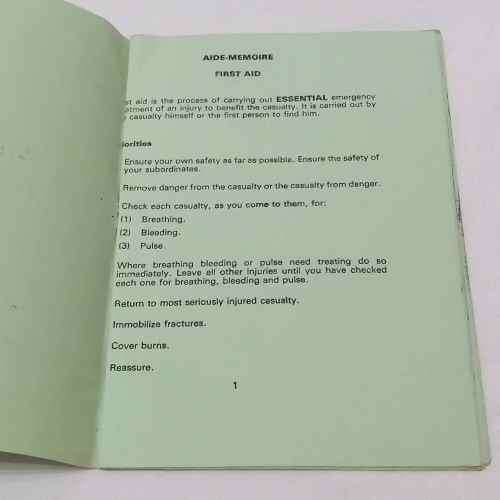 AIDE-MEMOIRE
FIRST AID
st aid is the process of carrying out ESSENTIAL emergency
atment of an injury to benefit the casualty. It is carried out by
casualty himself or the first person to find him.
iorities
Ensure your own safety as far as possible. Ensure the safety of
your subordinates.
Remove danger from the casualty or the casualty from danger.
Check each casualty, as you come to them, for:
(1) Breathing.
(2) Bleeding.
(3) Pulse.
Where breathing bleeding or pulse need treating do so
immediately. Leave all other injuries until you have checked
each one for breathing, bleeding and pulse.
Return to most seriously injured casualty.
Immobilize fractures.
Cover burns.
Reassure.
1